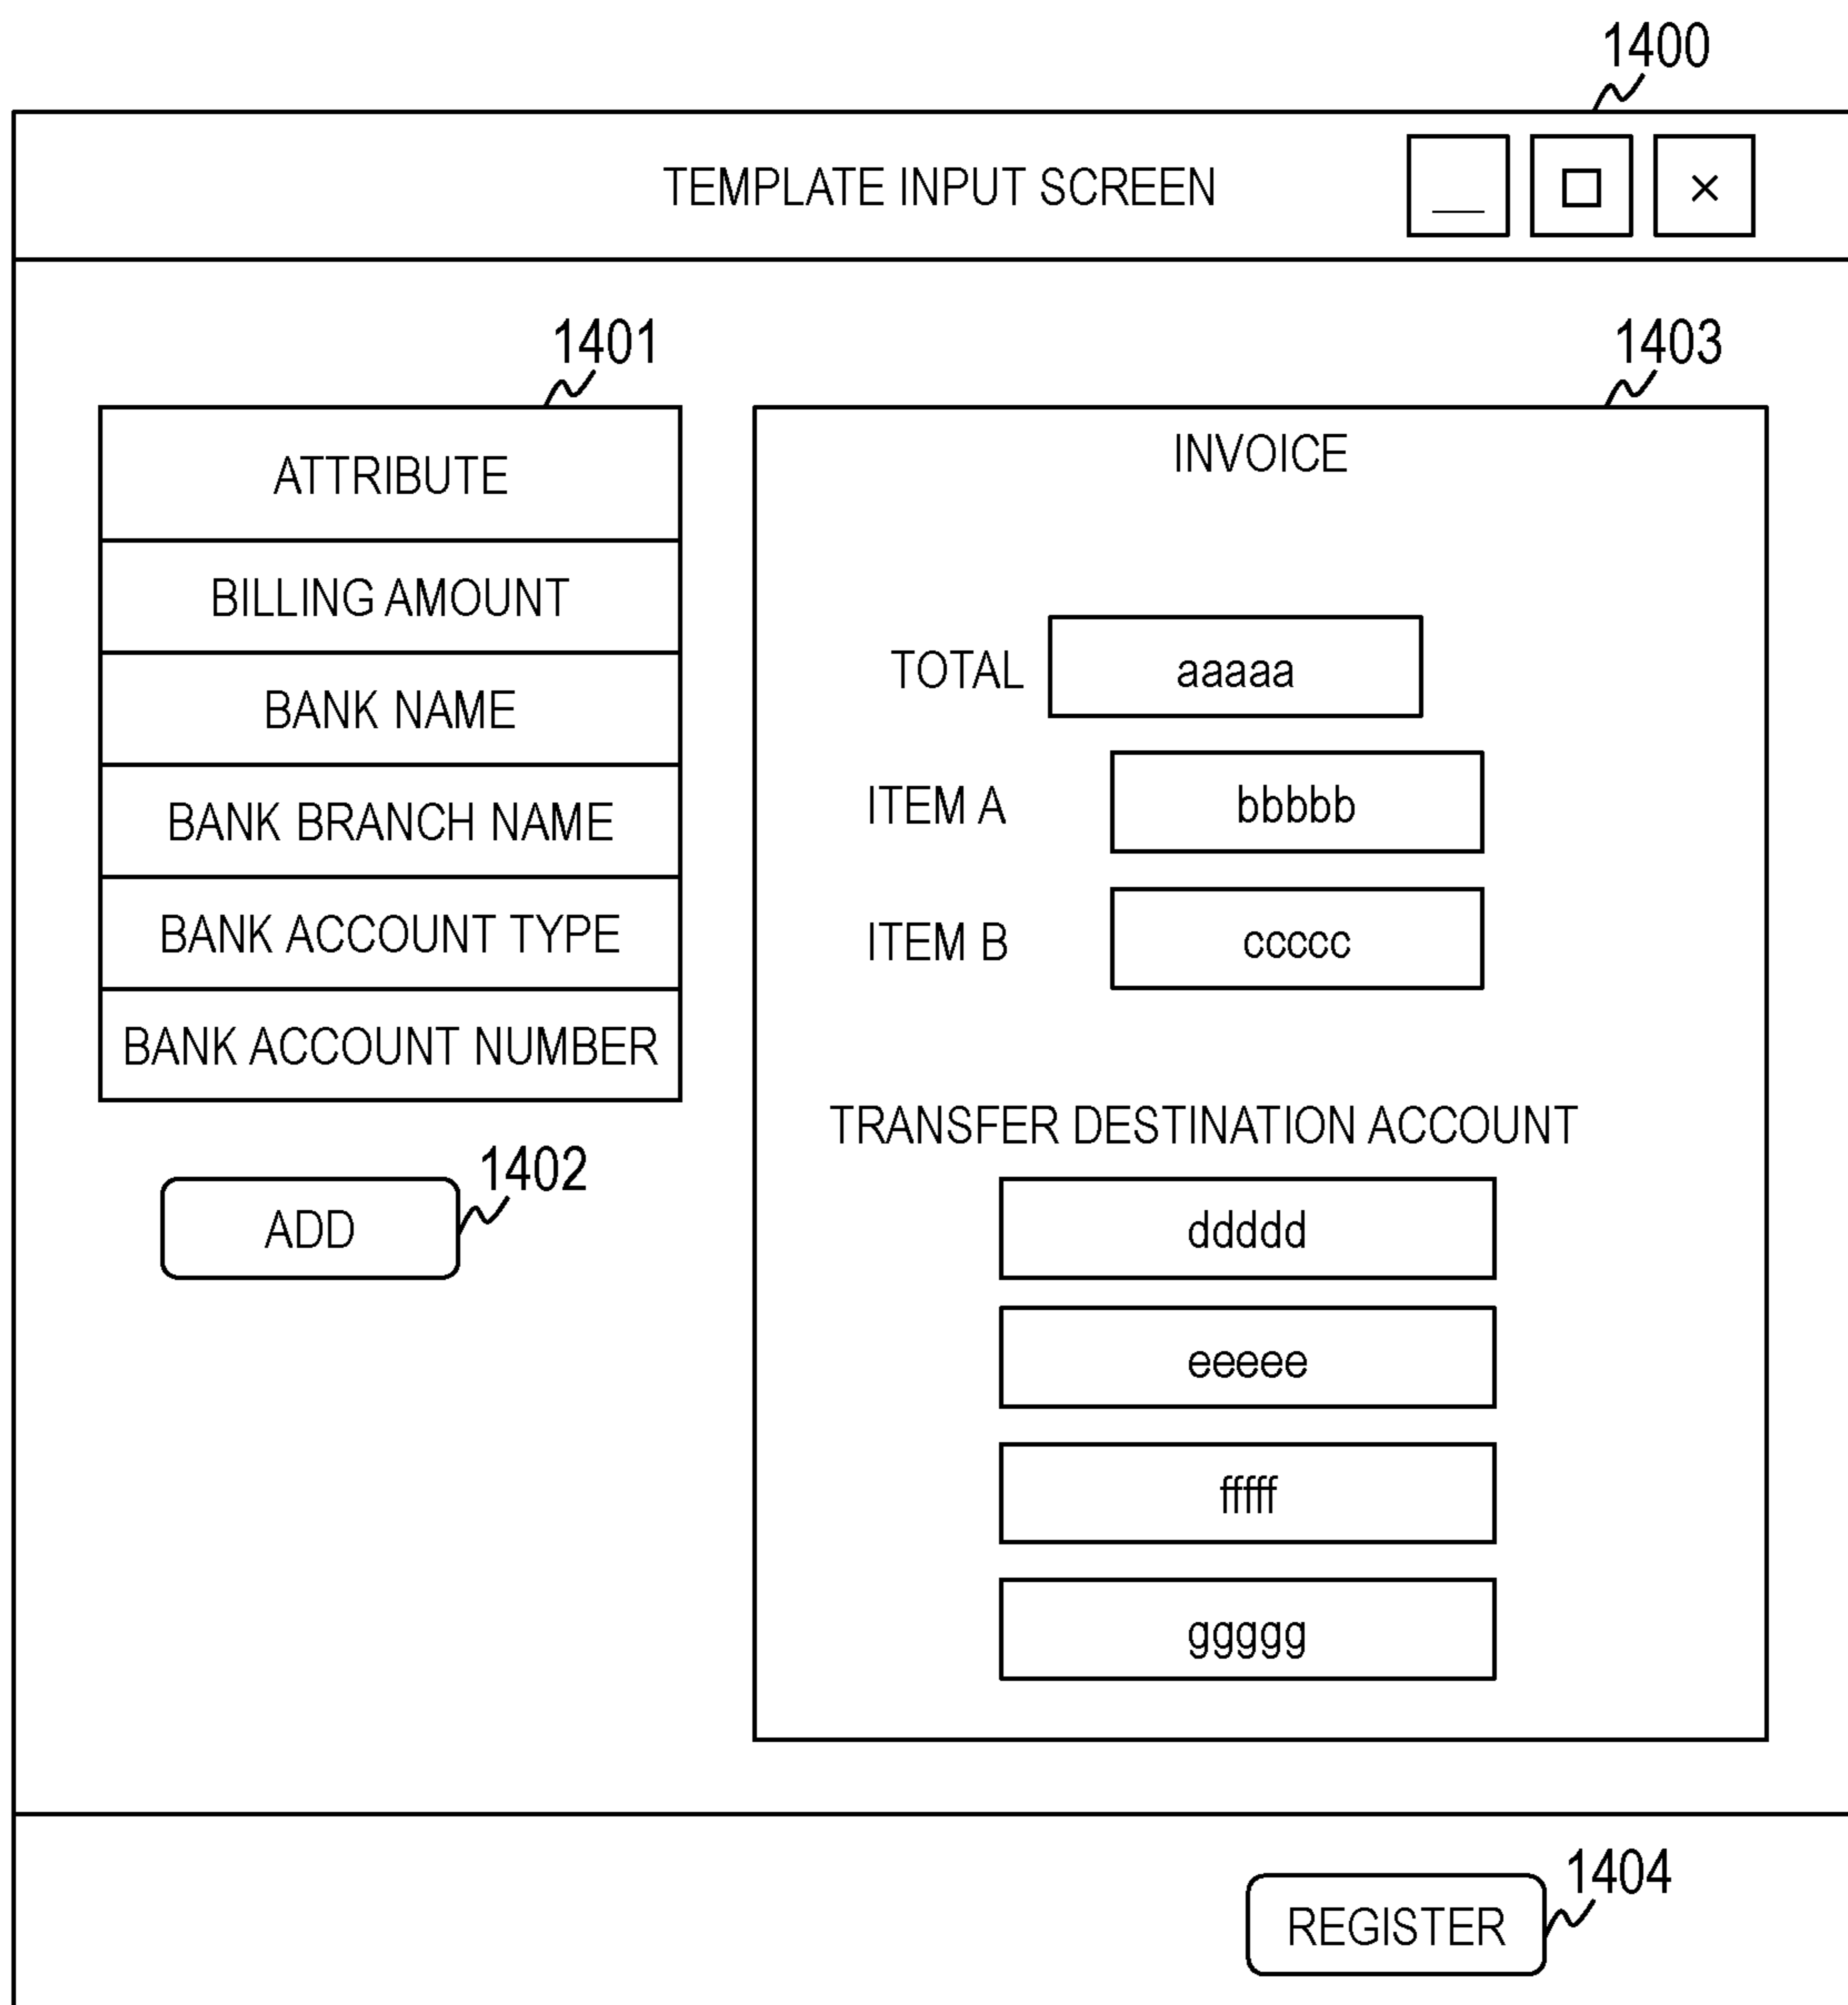 1400
TEMPLATE INPUT SCREEN
1401
ATTRIBUTE
BILLING AMOUNT
BANK NAME
BANK BRANCH NAME
BANK ACCOUNT TYPE
BANK ACCOUNT NUMBER
1402
ADD
1403
INVOICE
TOTAL aaaaa
ITEM A bbbbb
ITEM B ccccc
TRANSFER DESTINATION ACCOUNT
ddddd
eeeee
fffff
ggggg
1404
REGISTER